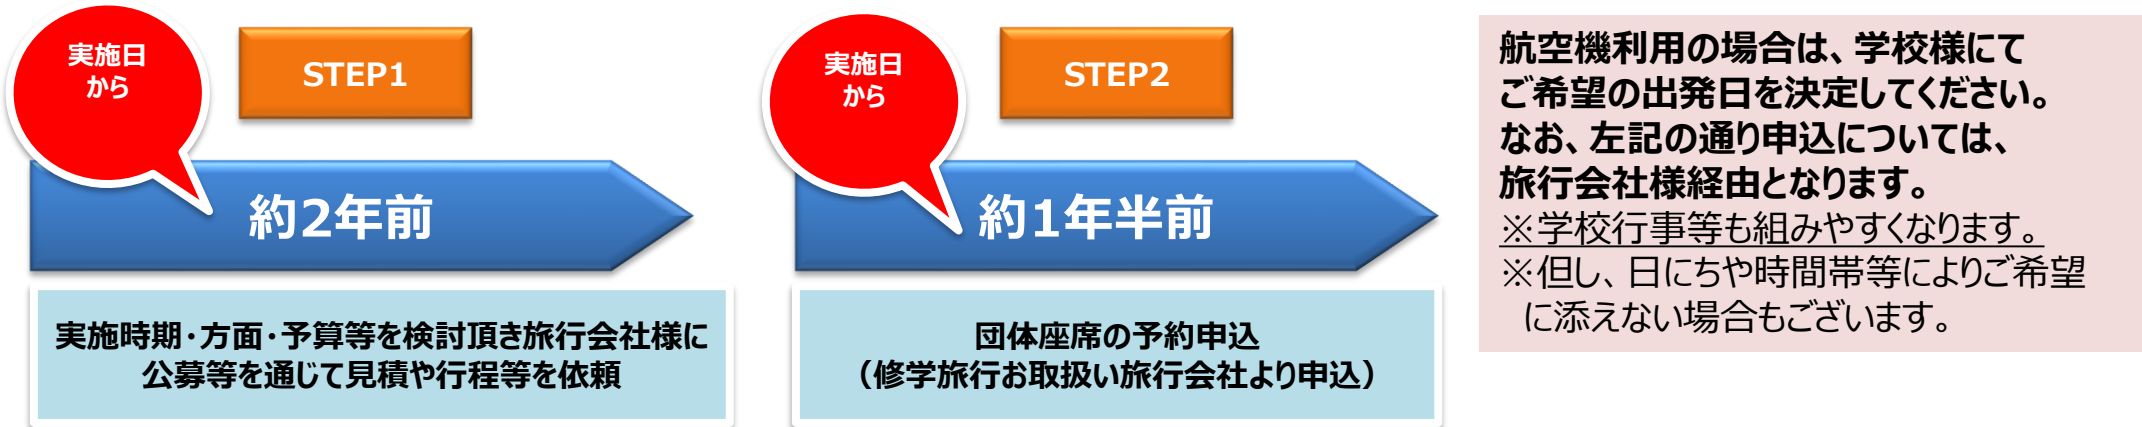 実施日
から
STEP1
約2年前
実施時期・方面・予算等を検討頂き旅行会社様に
公募等を通じて見積や行程等を依頼
実施日
から
STEP2
約1年半前
団体座席の予約申込
（修学旅行お取扱い旅行会社より申込）
航空機利用の場合は、学校様にて
ご希望の出発日を決定してください。
なお、左記の通り申込については、
旅行会社様経由となります。
※学校行事等も組みやすくなります。
※但し、日にちや時間帯等によりご希望
に添えない場合もございます。